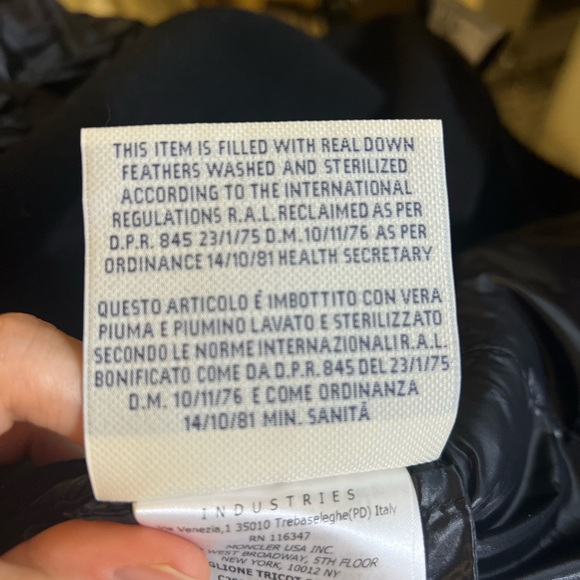 THIS ITEM IS FILLED WITH REAL DOWN
FEATHERS WASHED AND STERILIZED
ACCORDING TO THE INTERNATIONAL
REGULATIONS R.A.L. RECLAIMED AS PER
D.P.R. 845 23/1/75 D.M. 10/11/76 AS PER
ORDINANCE 14/10/81 HEALTH SECRETARY
QUESTO ARTICOLO É IMBOTTITO CON VERA
PIUMA E PIUMINO LAVATO E STERILIZZATO
SECONDO LE NORME INTERNAZIONALI R.A.L.
BONIFICATO COME DA D.P.R. 845 DEL 23/1/75
D.M. 10/11/76 E COME ORDINANZA
14/10/81 MIN. SANITÁ
INDUSTRIES
Venezia,1 35010 Trebaseleghe(PD) Italy
RN 116347
MONCLER USA INC.
WEST BROADWAY, 5TH FLOOR
NEW YORK, 10012 NY
GLIONE TRICOT